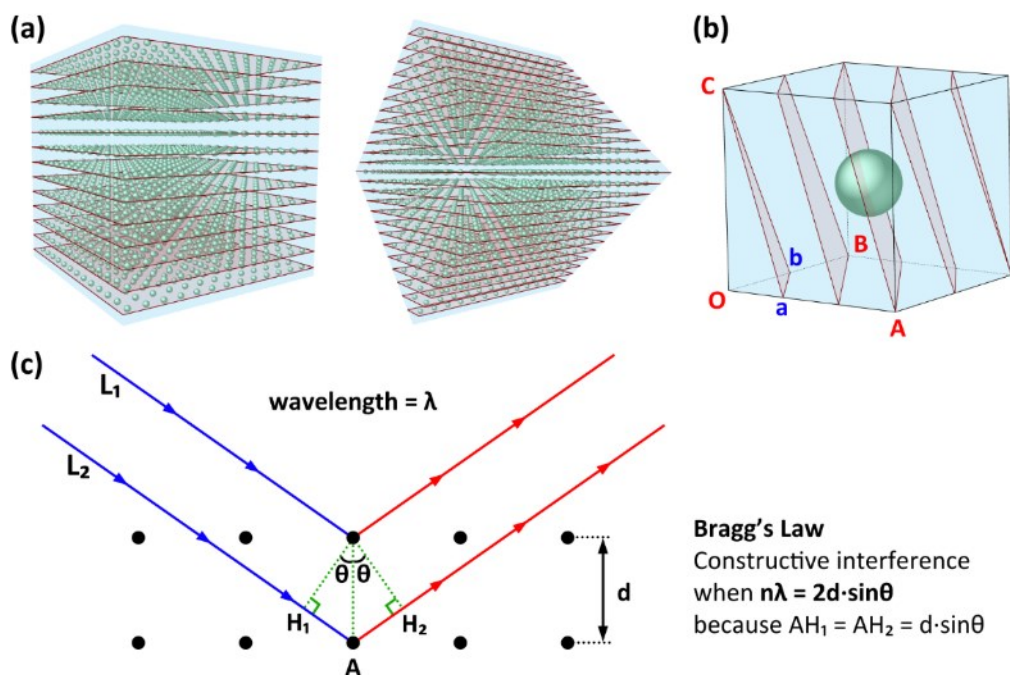 (a)
(b)
C
B
b
O
a
A
(c)
L₁
wavelength = λ
L₂
θ θ
d
H₁ H₂
A
Bragg’s Law
Constructive interference
when nλ = 2d·sinθ
because AH₁ = AH₂ = d·sinθ